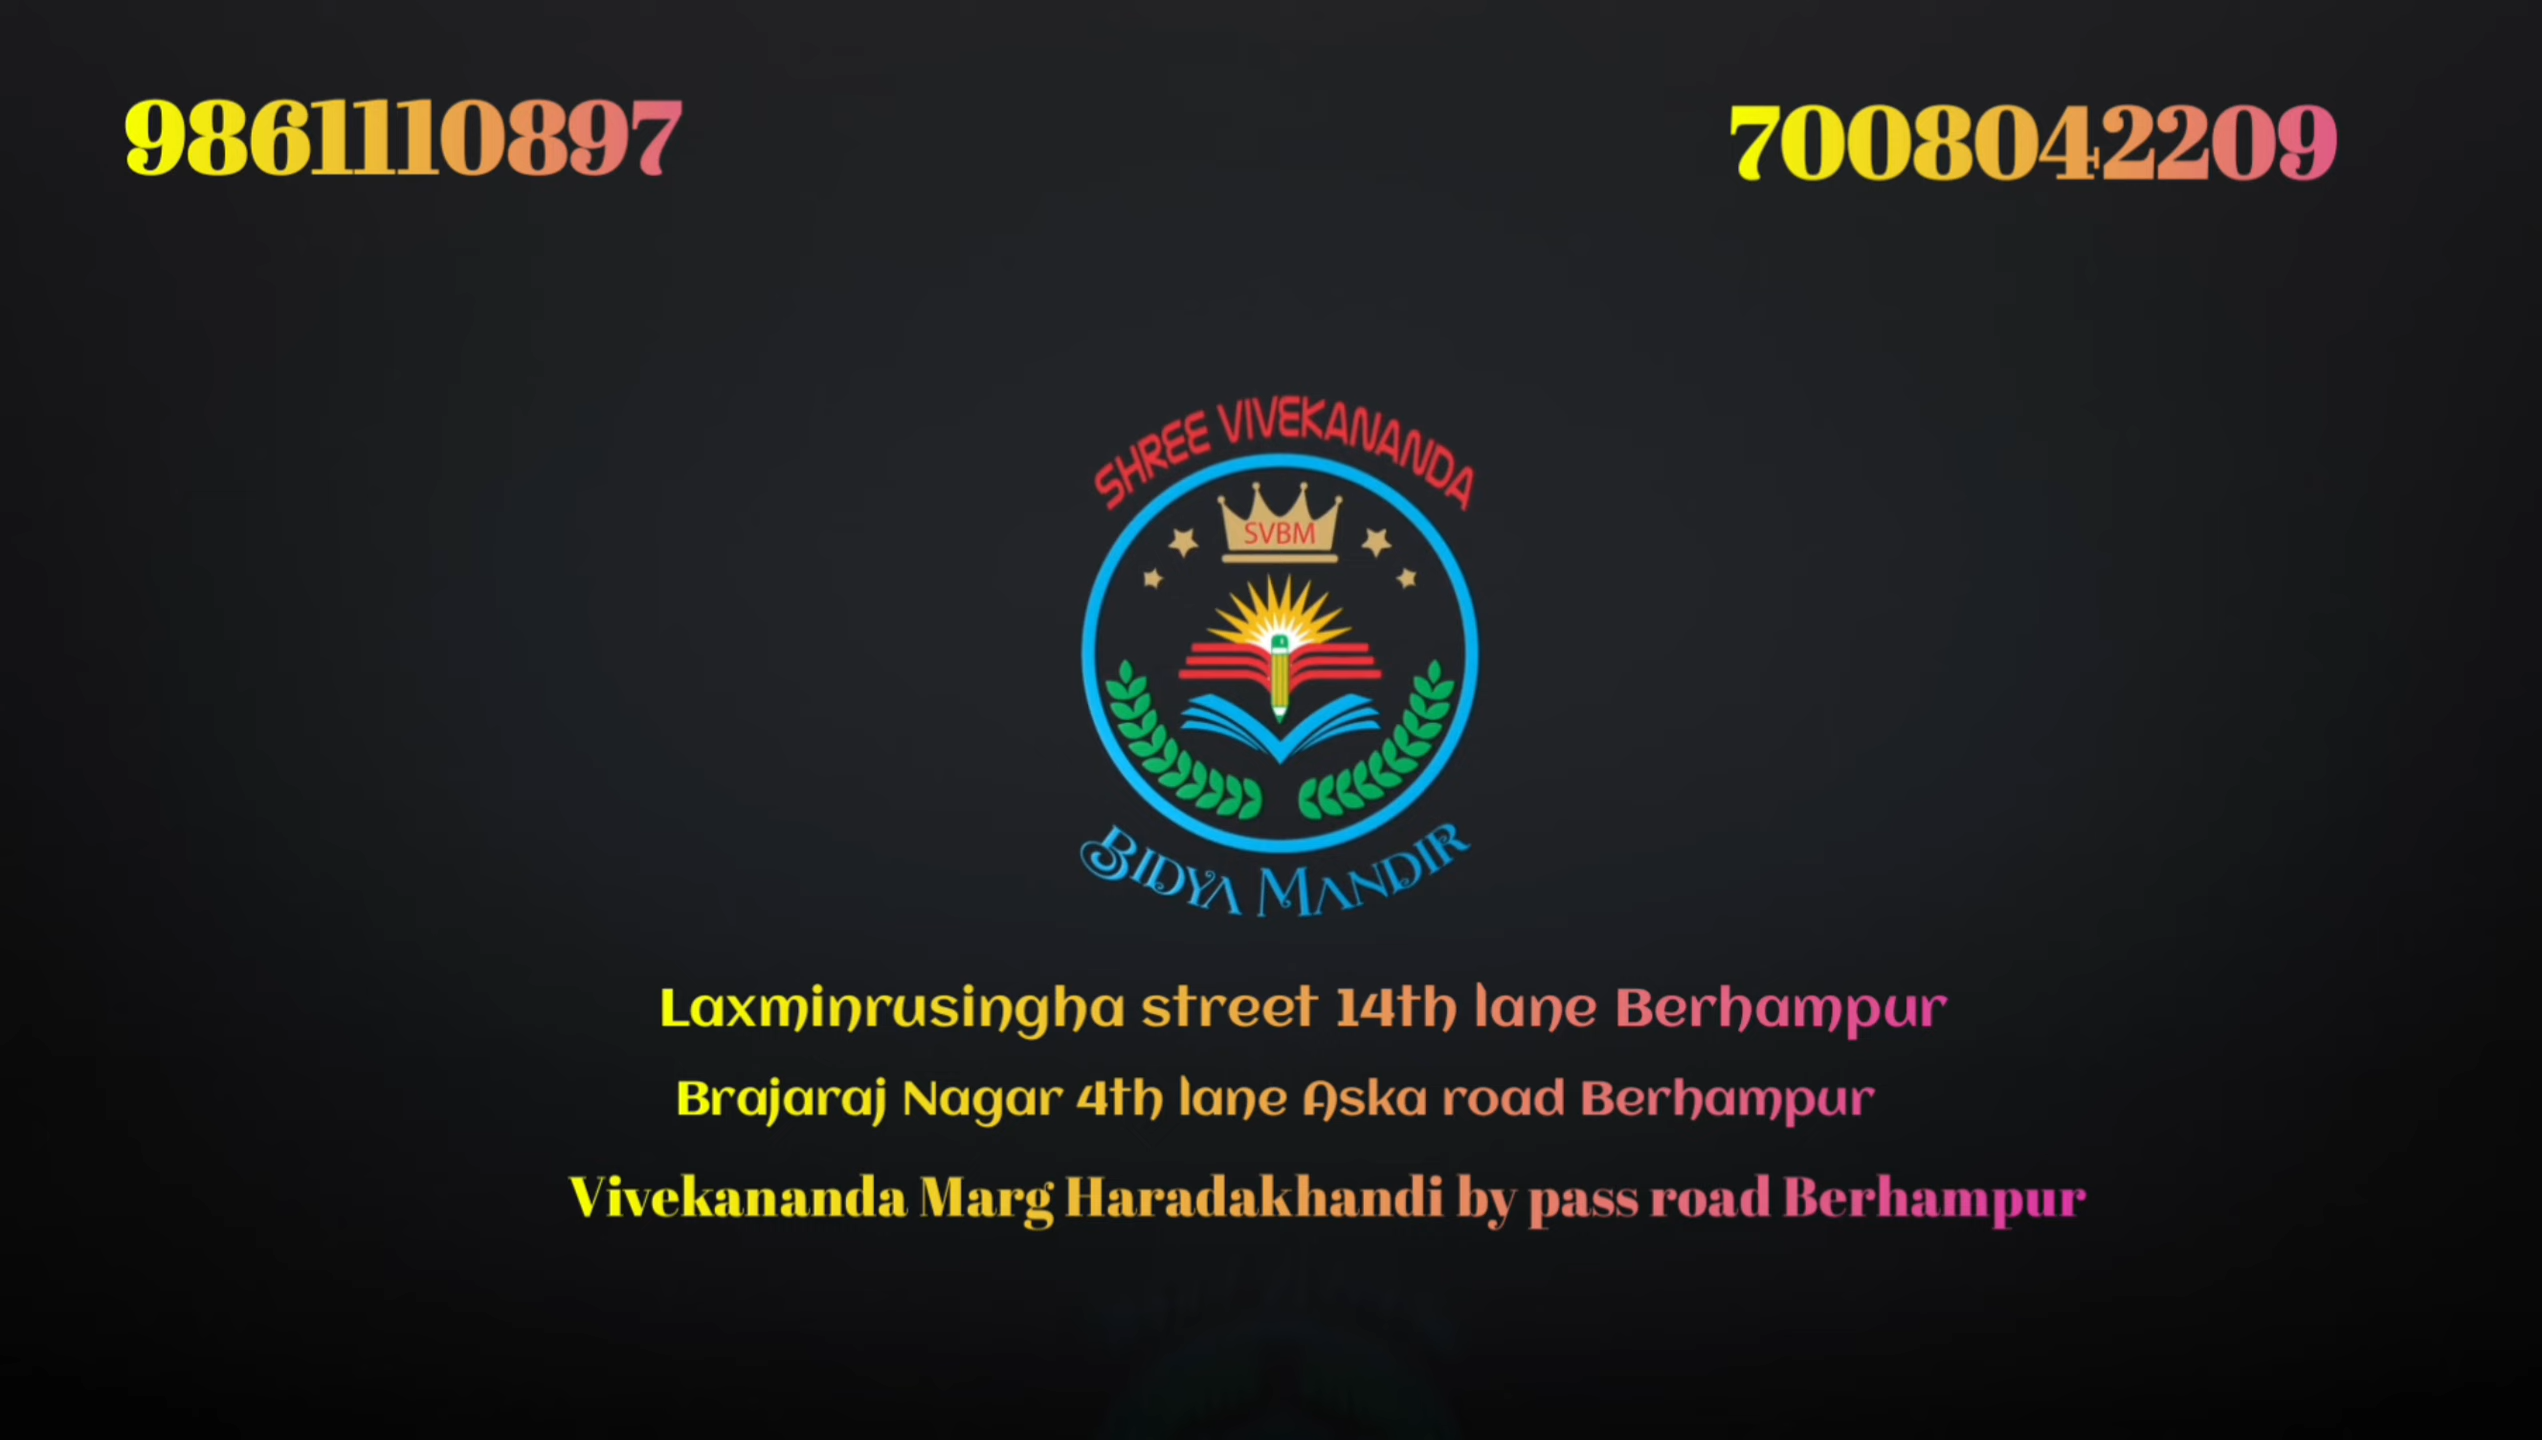 9861110897
7008042209
SHREE VIVEKANANDA
SVBM
BIDYA MANDIR
Laxminrusingha street 14th lane Berhampur
Brajaraj Nagar 4th lane Aska road Berhampur
Vivekananda Marg Haradakhandi by pass road Berhampur